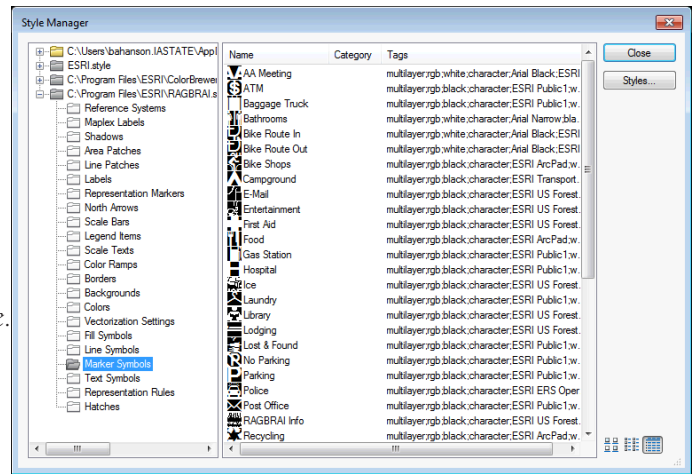 Style Manager
C:\Users\bahanson.IASTATE\Appl
ESRI.style
C:\Program Files\ESRI\ColorBrewer
C:\Program Files\ESRI\RAGBRAI.s
Reference Systems
Maplex Labels
Shadows
Area Patches
Line Patches
Labels
Representation Markers
North Arrows
Scale Bars
Legend Items
Scale Texts
Color Ramps
Borders
Backgrounds
Colors
Vectorization Settings
Fill Symbols
Line Symbols
Marker Symbols
Text Symbols
Representation Rules
Hatches
e.
Name Category Tags
AA Meeting multilayer;rgb;white;character;Arial Black;ESRI
ATM multilayer;rgb;black;character;ESRI Public1;w.
Baggage Truck multilayer;rgb;black;character;ESRI Public1;w.
Bathrooms multilayer;rgb;white;character;Arial Narrow;bla.
Bike Route In multilayer;rgb;white;character;Arial Black;ESRI
Bike Route Out multilayer;rgb;white;character;Arial Black;ESRI
Bike Shops multilayer;rgb;black;character;ESRI ArcPad;w.
Campground multilayer;rgb;black;character;ESRI Transport.
E-Mail multilayer;rgb;black;character;ESRI US Forest.
Entertainment multilayer;rgb;black;character;ESRI US Forest.
First Aid multilayer;rgb;black;character;ESRI US Forest.
Food multilayer;rgb;black;character;ESRI ArcPad;w.
Gas Station multilayer;rgb;black;character;ESRI Public1;w.
Hospital multilayer;rgb;black;character;ESRI Public1;w.
Ice multilayer;rgb;black;character;ESRI US Forest.
Laundry multilayer;rgb;black;character;ESRI Public1;w.
Library multilayer;rgb;black;character;ESRI US Forest.
Lodging multilayer;rgb;black;character;ESRI US Forest.
Lost & Found multilayer;rgb;black;character;ESRI Public1;w.
No Parking multilayer;rgb;black;character;ESRI Public1;w.
Parking multilayer;rgb;black;character;ESRI Public1;w.
Police multilayer;rgb;black;character;ESRI ERS Oper
Post Office multilayer;rgb;black;character;ESRI Public1;w.
RAGBRAI Info multilayer;rgb;black;character;ESRI US Forest.
Recycling multilayer;rgb;black;character;ESRI ArcPad;w.
Close
Styles...